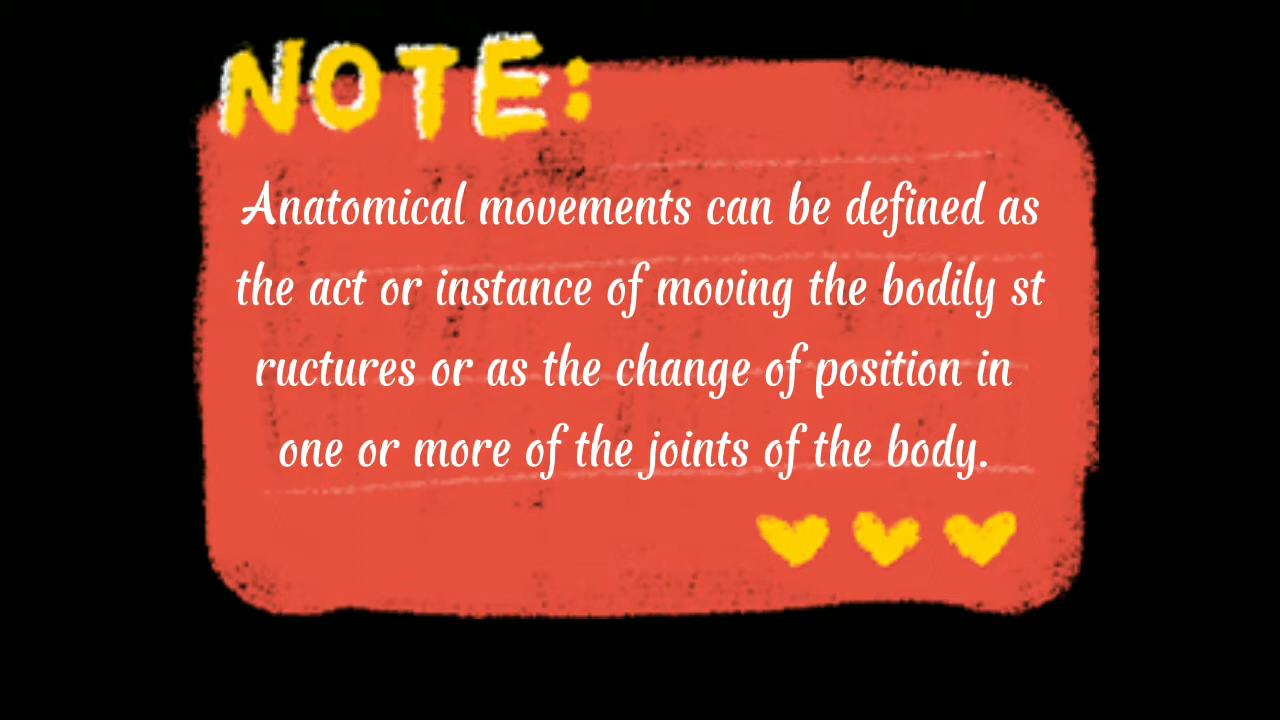 NOTE:
Anatomical movements can be defined as
the act or instance of moving the bodily st
ructures or as the change of position in
one or more of the joints of the body.